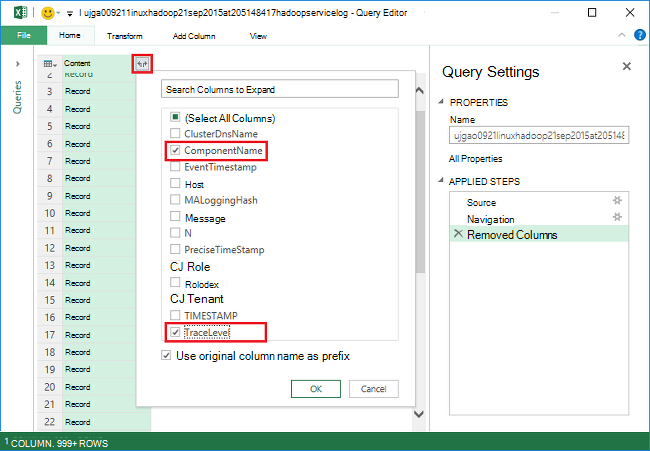 ujga009211inuxhadoop21sep2015at205148417hadoopservicelog - Query Editor
File Home Transform Add Column View
Queries
Content
2 Record
3 Record
4 Record
5 Record
6 Record
7 Record
8 Record
9 Record
10 Record
11 Record
12 Record
13 Record
14 Record
15 Record
16 Record
17 Record
18 Record
19 Record
20 Record
21 Record
22 Record
Search Columns to Expand
(Select All Columns)
ClusterDnsName
ComponentName
EventTimestamp
Host
MALoggingHash
Message
N
PreciseTimeStamp
CJ Role
Rolodex
CJ Tenant
TIMESTAMP
TraceLevel
Use original column name as prefix
OK Cancel
Query Settings
PROPERTIES
Name
ujgao0921linuxhadoop21sep2015at205148
All Properties
APPLIED STEPS
Source
Navigation
Removed Columns
1 COLUMN. 999+ ROWS